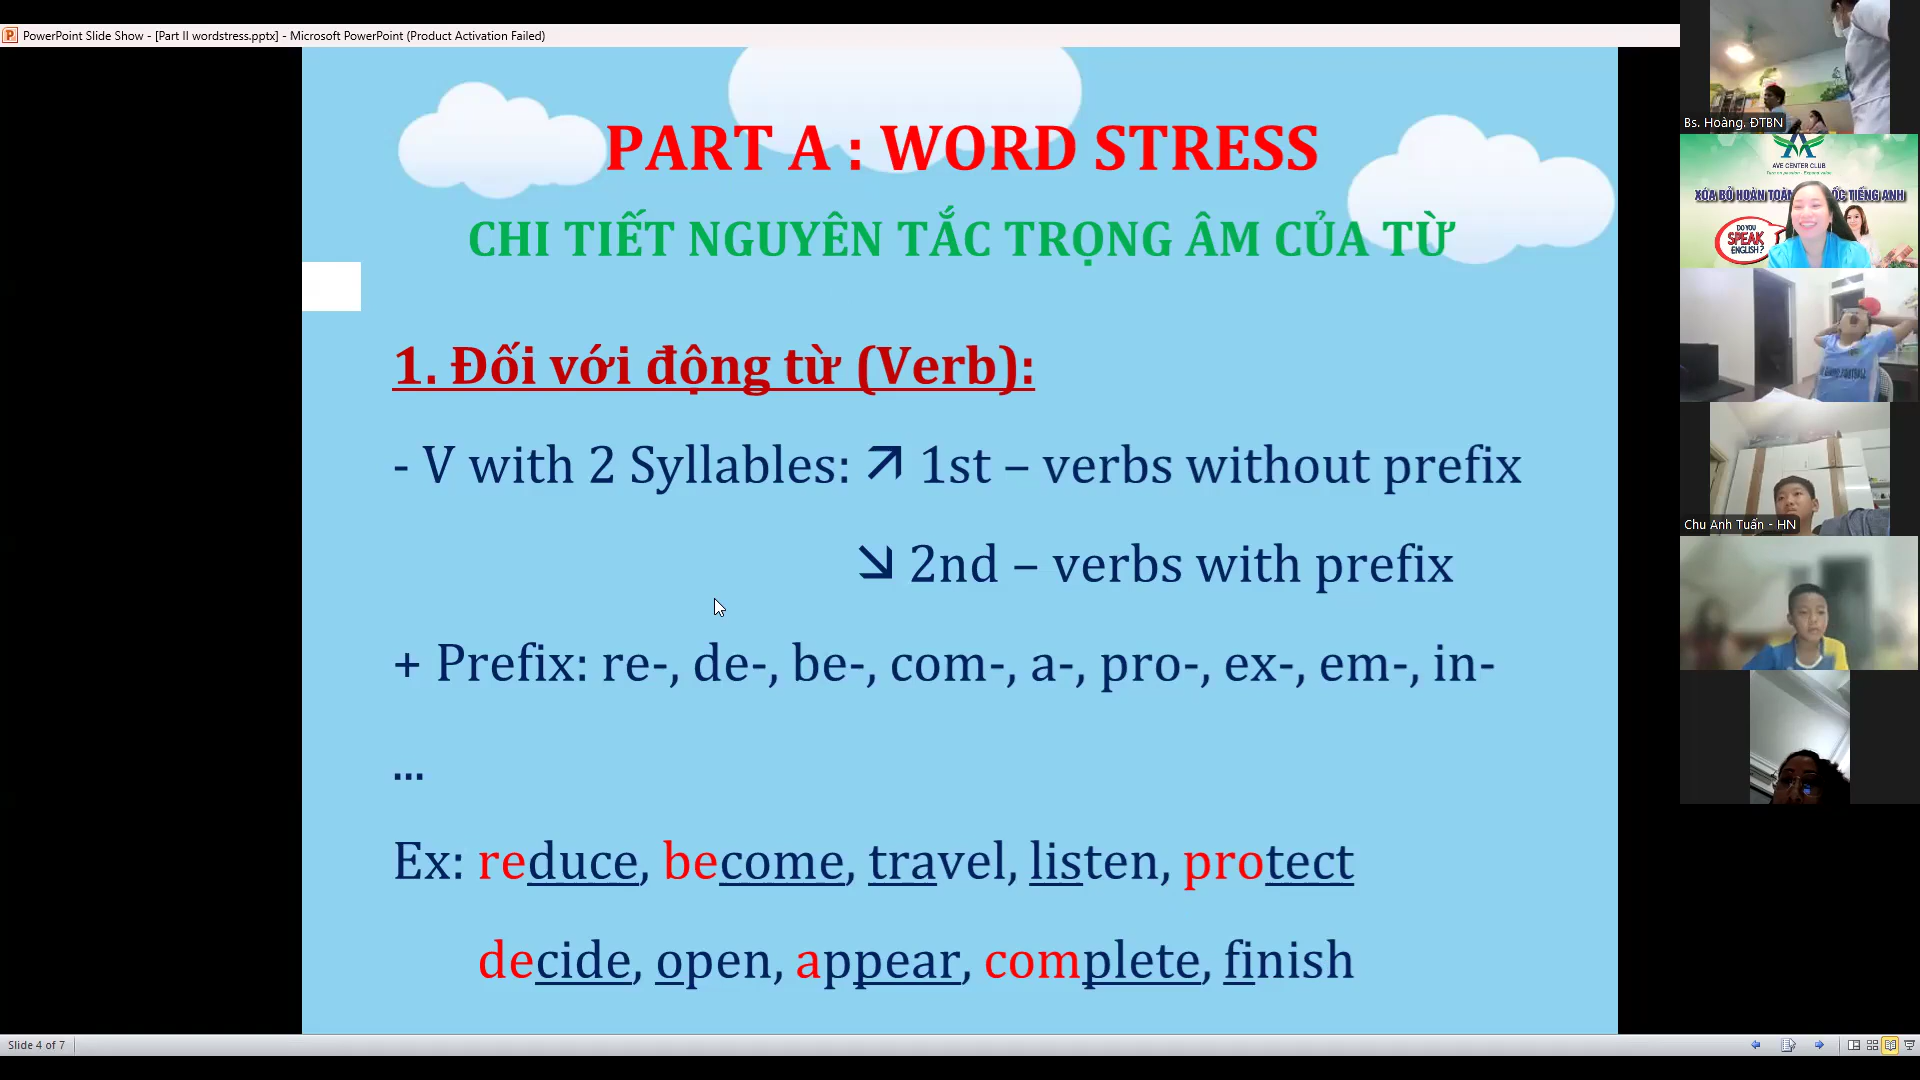 PowerPoint Slide Show - [Part II wordstress.pptx] - Microsoft PowerPoint (Product Activation Failed)
PART A : WORD STRESS
CHI TIẾT NGUYÊN TẮC TRỌNG ÂM CỦA TỪ
1. Đối với động từ (Verb):
- V with 2 Syllables: ↗ 1st – verbs without prefix
↘ 2nd – verbs with prefix
+ Prefix: re-, de-, be-, com-, a-, pro-, ex-, em-, in-
...
Ex: reduce, become, travel, listen, protect
decide, open, appear, complete, finish
Slide 4 of 7
Bs. Hoàng. ĐTBN
AVE CENTER CLUB
XÓA BỎ HOÀN TOÀN
ỐC TIẾNG ANH
DO YOU
SPEAK
ENGLISH?
Chu Anh Tuấn - HN